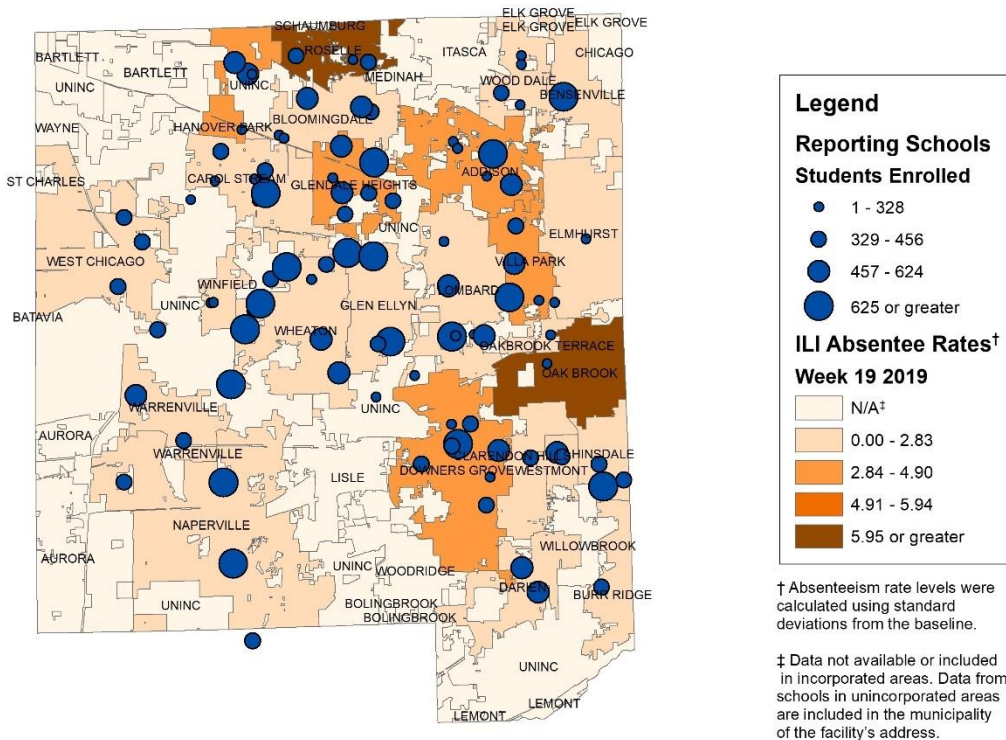 ELK GROVE
SCHAUMBURG
ELK GROVE
ELK GROVE
ROSELLE
ITASCA
CHICAGO
BARTLETT
BARTLETT
MEDINAH
WOOD DALE
UNINC
UNINC
BENSENVILLE
BLOOMINGDALE
WAYNE
HANOVER PARK
ADDISON
ST CHARLES
CAROL STREAM
GLENDALE HEIGHTS
UNINC
ELMHURST
WEST CHICAGO
VILLA PARK
WINFIELD
LOMBARD
UNINC
GLEN ELLYN
BATAVIA
WHEATON
OAKBROOK TERRACE
OAK BROOK
UNINC
WARRENVILLE
AURORA
WARRENVILLE
CLARENDON HILLS
HINSDALE
DOWNERS GROVE
WESTMONT
LISLE
NAPERVILLE
WILLOWBROOK
AURORA
UNINC
WOODRIDGE
DARIEN
BURR RIDGE
UNINC
BOLINGBROOK
BOLINGBROOK
UNINC
LEMONT
LEMONT
Legend
Reporting Schools
Students Enrolled
1 - 328
329 - 456
457 - 624
625 or greater
ILI Absentee Rates†
Week 19 2019
N/A‡
0.00 - 2.83
2.84 - 4.90
4.91 - 5.94
5.95 or greater
† Absenteeism rate levels were
calculated using standard
deviations from the baseline.
‡ Data not available or included
in incorporated areas. Data from
schools in unincorporated areas
are included in the municipality
of the facility's address.